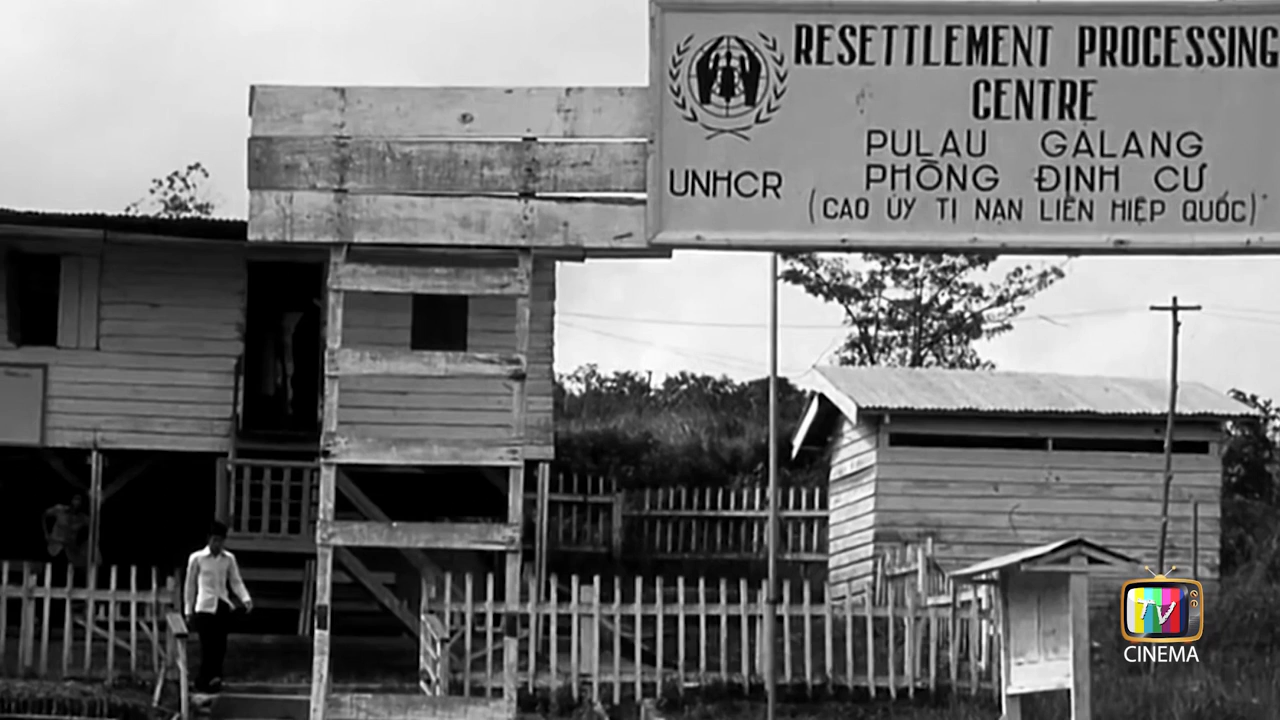 RESETTLEMENT PROCESSING
CENTRE
PULAU GALANG
PHÒNG ĐỊNH CƯ
(CAO ỦY TỊ NẠN LIÊN HIỆP QUỐC)
UNHCR
TV
CINEMA